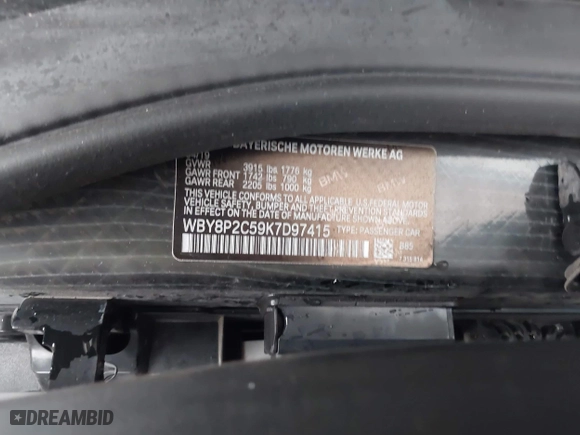 BAYERISCHE MOTOREN WERKE AG
GVWR 3915 lbs 1776 kg
GAWR FRONT 1742 lbs 790 kg
GAWR REAR 2205 lbs 1000 kg
THIS VEHICLE CONFORMS TO ALL APPLICABLE U.S. FEDERAL MOTOR
VEHICLE SAFETY, BUMPER, AND THEFT PREVENTION STANDARDS
IN EFFECT ON THE DATE OF MANUFACTURE SHOWN ABOVE.
WBY8P2C59K7D97415 TYPE: PASSENGER CAR
B85
DREAMBID